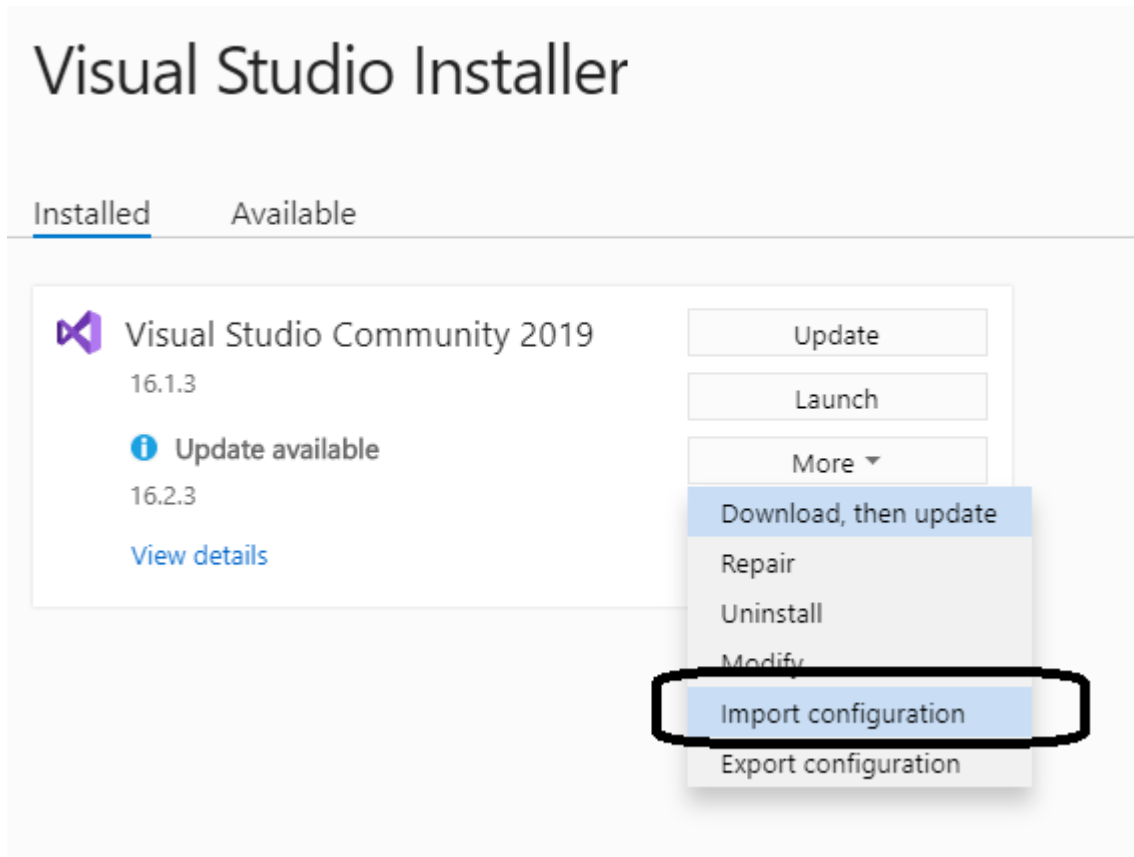 Visual Studio Installer
Installed Available
Visual Studio Community 2019
Update
16.1.3
Launch
Update available
More
16.2.3
Download, then update
View details
Repair
Uninstall
Modify
Import configuration
Export configuration